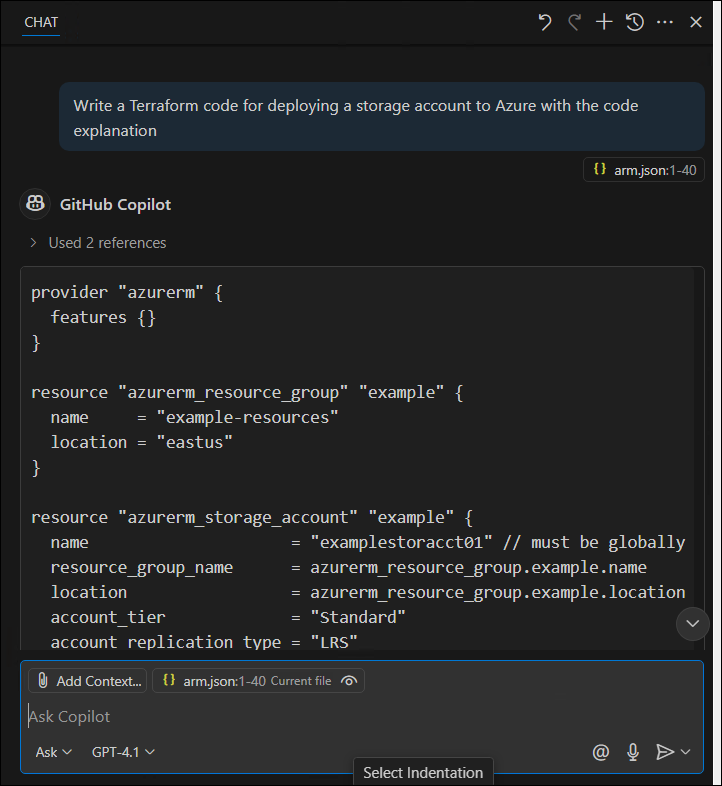 CHAT
Write a Terraform code for deploying a storage account to Azure with the code
explanation
{} arm.json:1-40
GitHub Copilot
> Used 2 references
provider "azurerm" {
  features {}
}
resource "azurerm_resource_group" "example" {
  name     = "example-resources"
  location = "eastus"
}
resource "azurerm_storage_account" "example" {
  name                     = "examplestoracct01" // must be globally
  resource_group_name      = azurerm_resource_group.example.name
  location                 = azurerm_resource_group.example.location
  account_tier             = "Standard"
  account_replication_type = "LRS"
Add Context... {} arm.json:1-40 Current file
Ask Copilot
Ask GPT-4.1 @
Select Indentation